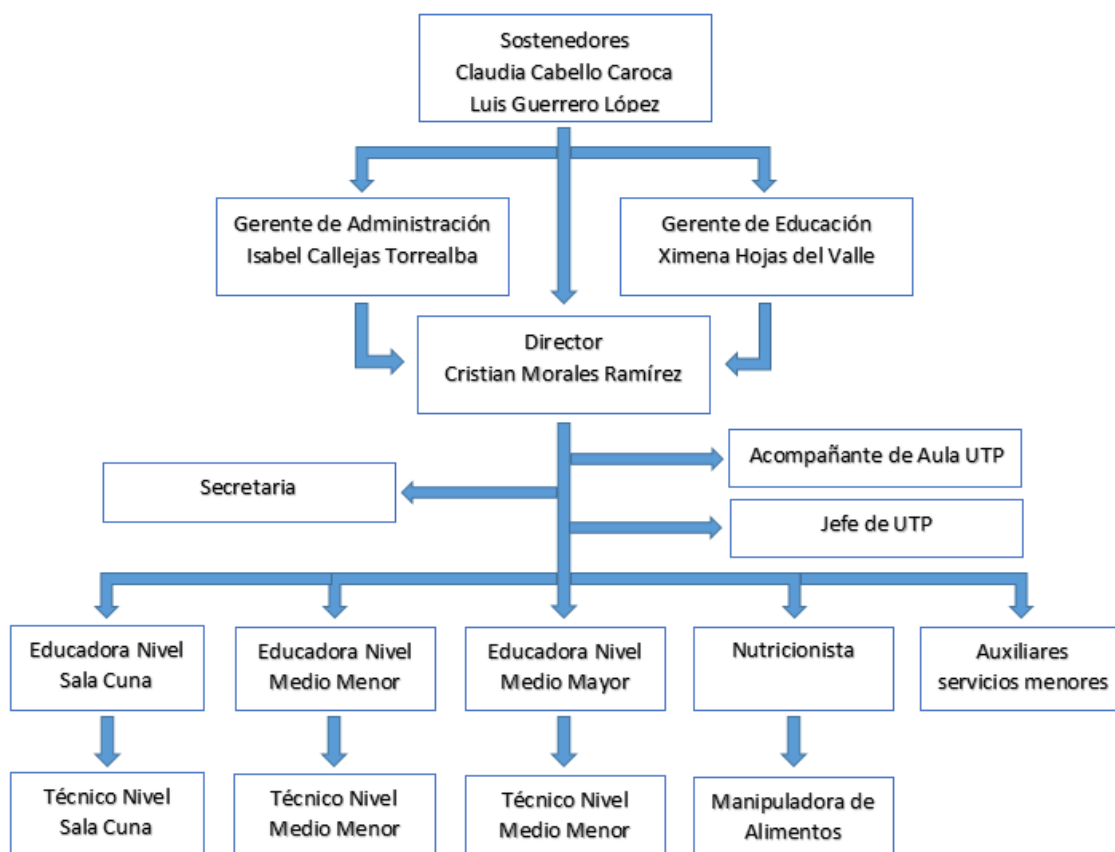 Sostenedores
Claudia Cabello Caroca
Luis Guerrero López
Gerente de Administración
Isabel Callejas Torrealba
Gerente de Educación
Ximena Hojas del Valle
Director
Cristian Morales Ramírez
Acompañante de Aula UTP
Secretaria
Jefe de UTP
Educadora Nivel
Sala Cuna
Educadora Nivel
Medio Menor
Educadora Nivel
Medio Mayor
Nutricionista
Auxiliares
servicios menores
Técnico Nivel
Sala Cuna
Técnico Nivel
Medio Menor
Técnico Nivel
Medio Menor
Manipuladora de
Alimentos